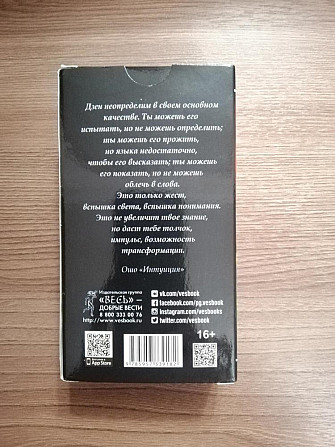 Дзен неопределим в своем основном
качестве. Ты можешь его
испытать, но не можешь определить;
ты можешь его прожить,
но языка недостаточно,
чтобы его высказать; ты можешь
его показать, но не можешь
облечь в слова.
Это только жест,
вспышка света, вспышка понимания.
Это не увеличит твое знание,
но даст тебе толчок,
импульс, возможность
трансформации.
Ошо «Интуиция»
Издательская группа
«ВЕСЬ» –
ДОБРЫЕ ВЕСТИ
8 800 333 00 76
http://www.vesbook.ru
vk.com/vesbook
facebook.com/pg.vesbook
instagram.com/vesbooks
twitter.com/vesbook
16+
App Store